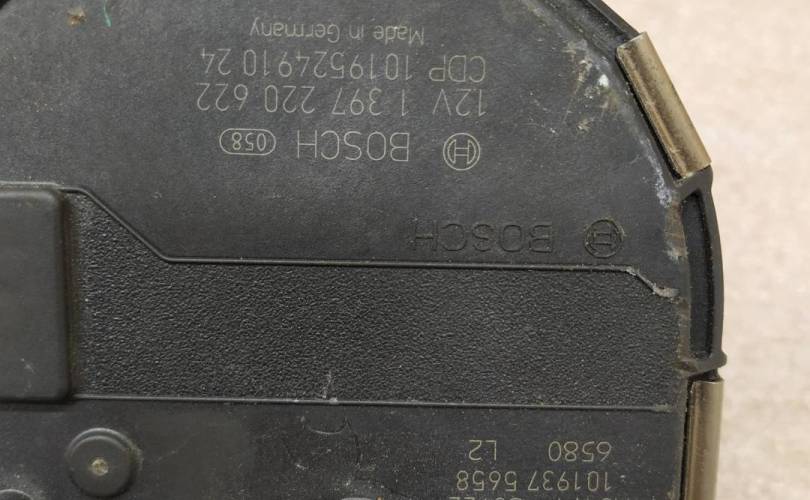 101937 5658
6580 L2
BOSCH
BOSCH 058
12V 1 397 220 622
CDP 1019524910 24
Made in Germany